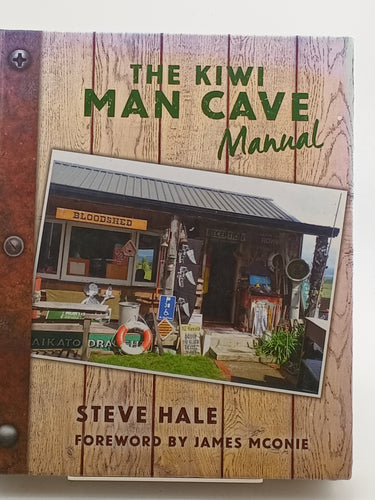 THE KIWI
MAN CAVE
Manual
BLOODSHED
AIKATO DRA
STEVE HALE
FOREWORD BY JAMES MCONIE